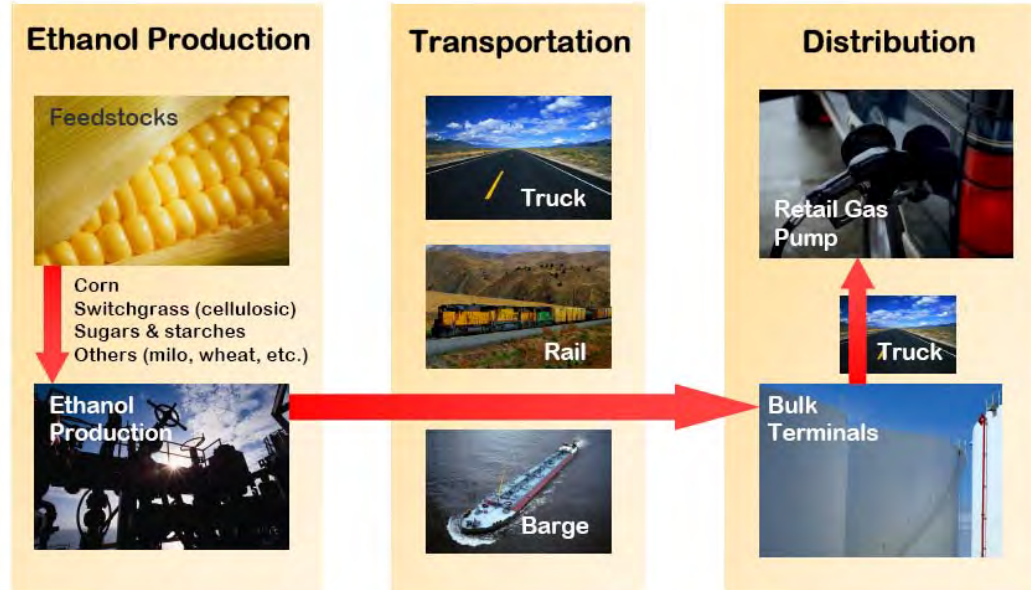 Ethanol Production
Feedstocks
Corn
Switchgrass (cellulosic)
Sugars & starches
Others (milo, wheat, etc.)
Ethanol
Production
Transportation
Truck
Rail
Barge
Distribution
Retail Gas
Pump
Truck
Bulk
Terminals